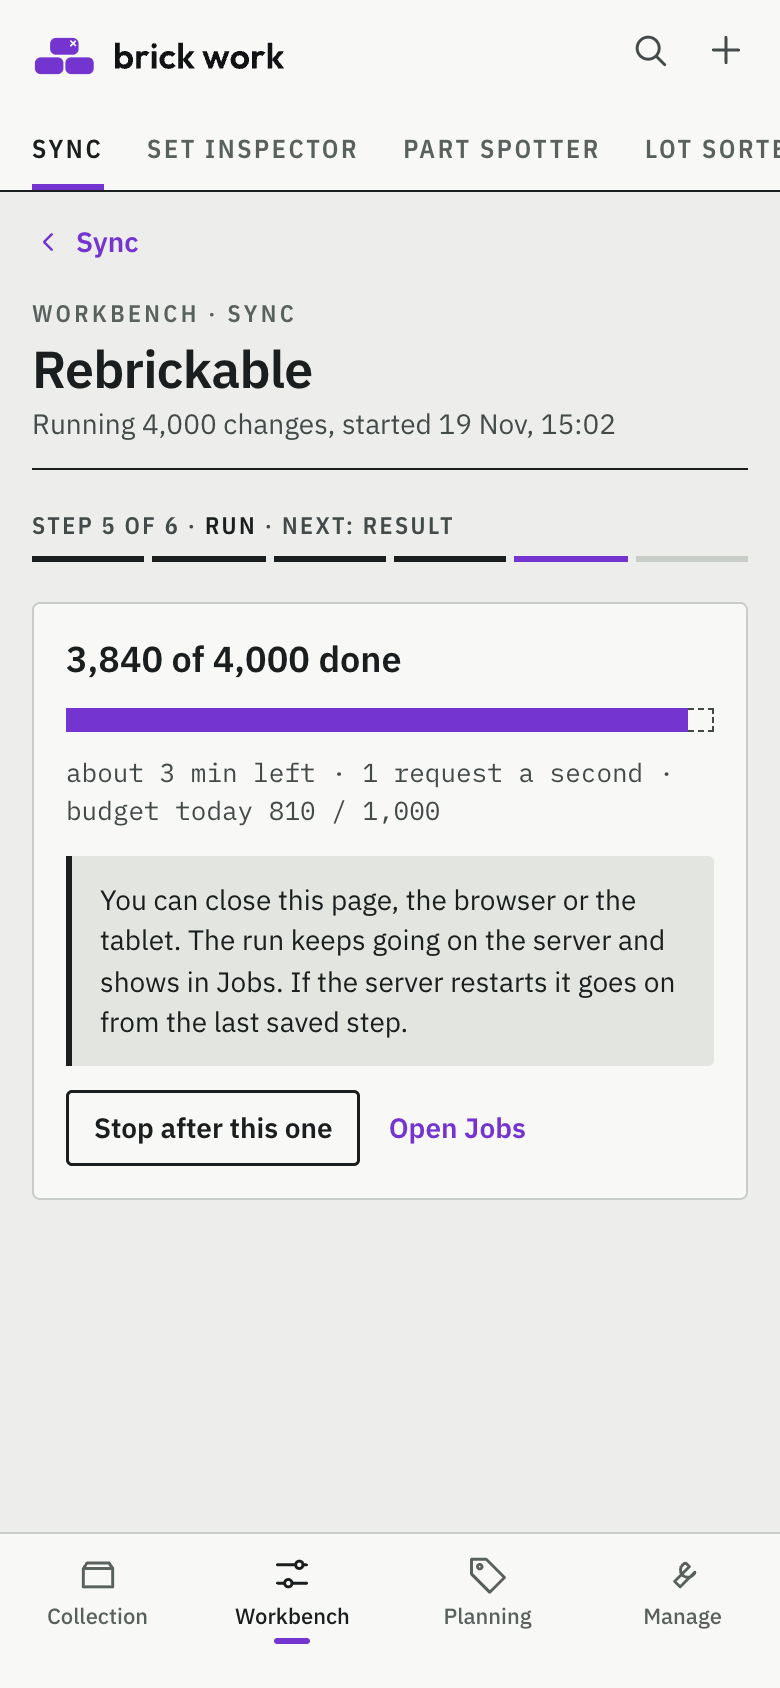 brick work
SYNC SET INSPECTOR PART SPOTTER LOT SORTE
Sync
WORKBENCH · SYNC
Rebrickable
Running 4,000 changes, started 19 Nov, 15:02
STEP 5 OF 6 · RUN · NEXT: RESULT
3,840 of 4,000 done
about 3 min left · 1 request a second ·
budget today 810 / 1,000
You can close this page, the browser or the
tablet. The run keeps going on the server and
shows in Jobs. If the server restarts it goes on
from the last saved step.
Stop after this one Open Jobs
Collection Workbench Planning Manage